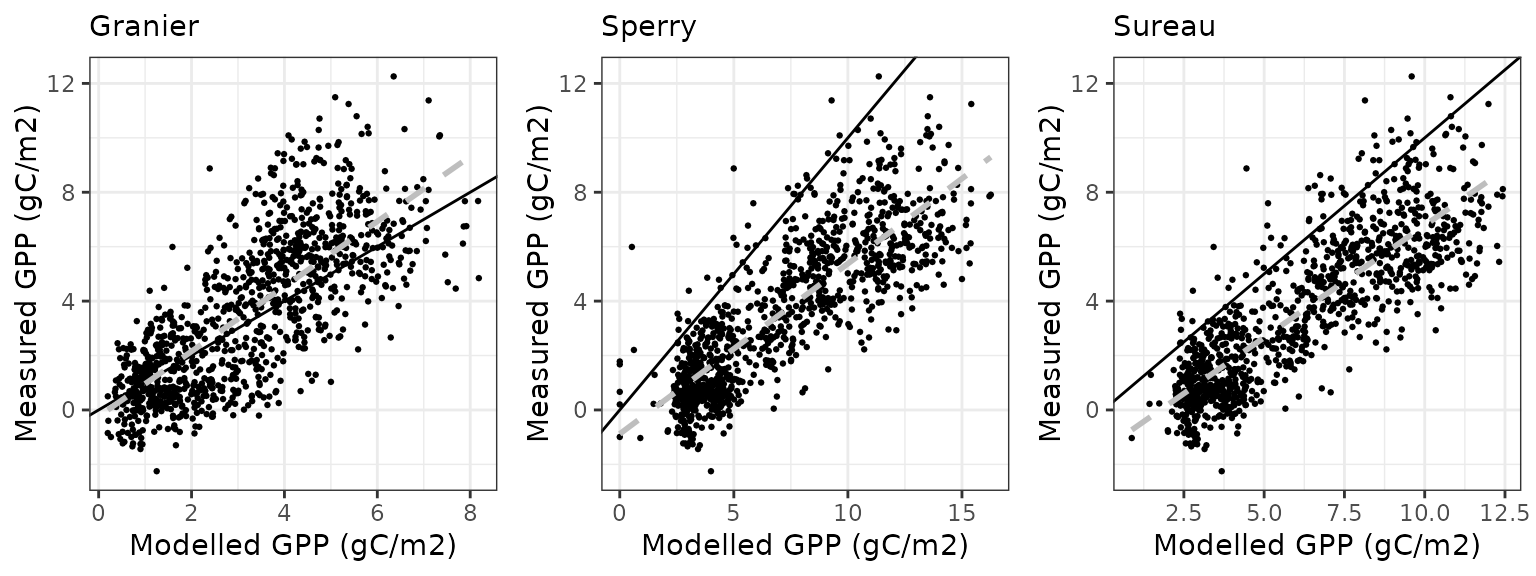 Granier
Measured GPP (gC/m2)
12
8
4
0
0 2 4 6 8
Modelled GPP (gC/m2)
Sperry
Measured GPP (gC/m2)
12
8
4
0
0 5 10 15
Modelled GPP (gC/m2)
Sureau
Measured GPP (gC/m2)
12
8
4
0
2.5 5.0 7.5 10.0 12.5
Modelled GPP (gC/m2)